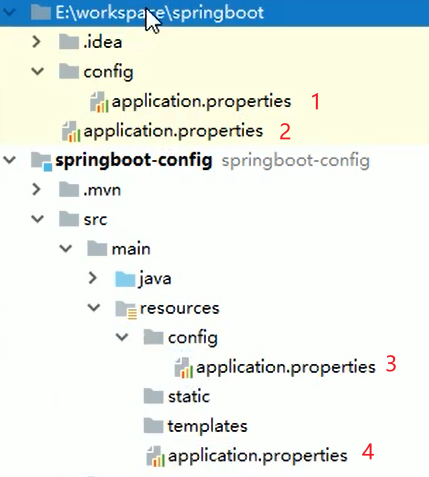 E:\workspace\springboot
.idea
config
application.properties 1
application.properties 2
springboot-config springboot-config
.mvn
src
main
java
resources
config
application.properties 3
static
templates
application.properties 4